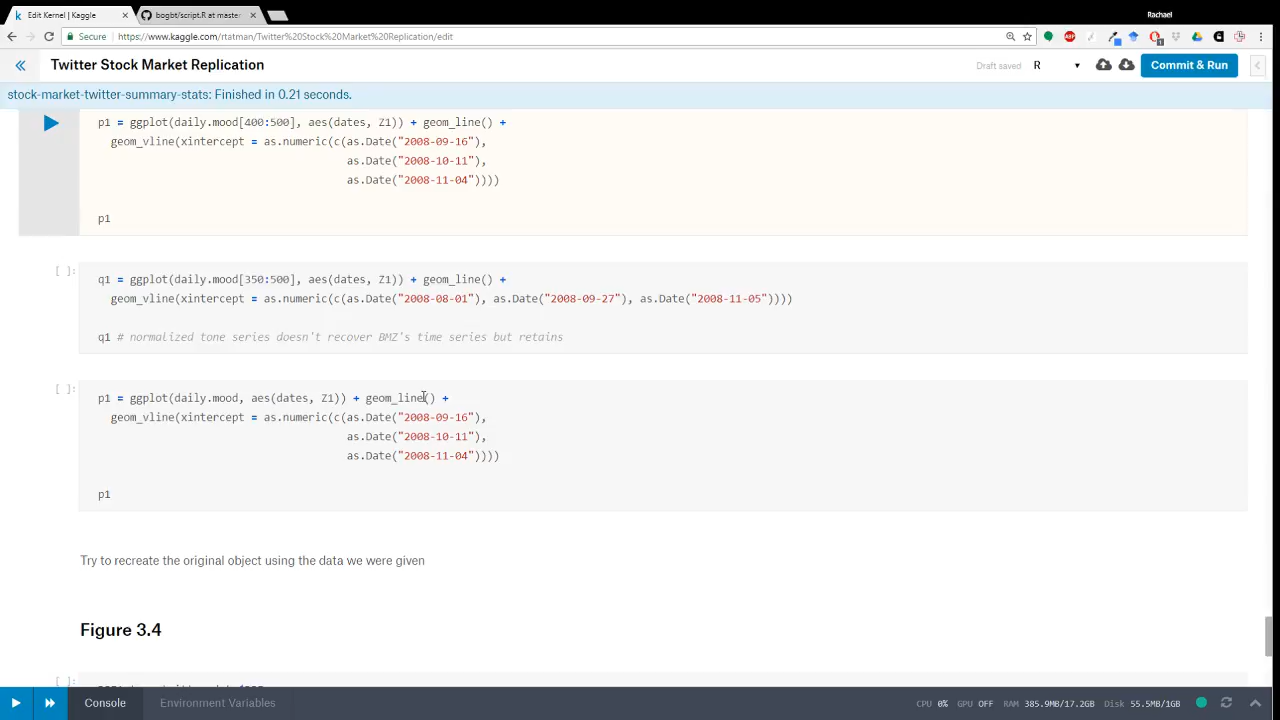 Edit Kernel | Kaggle
bogbt/script.R at master
Rachael
Secure https://www.kaggle.com/rtatman/Twitter%20Stock%20Market%20Replication/edit
Twitter Stock Market Replication
Draft saved R Commit & Run
stock-market-twitter-summary-stats: Finished in 0.21 seconds.
p1 = ggplot(daily.mood[400:500], aes(dates, Z1)) + geom_line() +
geom_vline(xintercept = as.numeric(c(as.Date("2008-09-16"),
as.Date("2008-10-11"),
as.Date("2008-11-04"))))
p1
[ ]:
q1 = ggplot(daily.mood[350:500], aes(dates, Z1)) + geom_line() +
geom_vline(xintercept = as.numeric(c(as.Date("2008-08-01"), as.Date("2008-09-27"), as.Date("2008-11-05"))))
q1 # normalized tone series doesn't recover BMZ's time series but retains
[ ]:
p1 = ggplot(daily.mood, aes(dates, Z1)) + geom_line() +
geom_vline(xintercept = as.numeric(c(as.Date("2008-09-16"),
as.Date("2008-10-11"),
as.Date("2008-11-04"))))
p1
Try to recreate the original object using the data we were given
Figure 3.4
[ ]:
Console Environment Variables CPU 0% GPU OFF RAM 385.9MB/17.2GB Disk 55.5MB/1GB